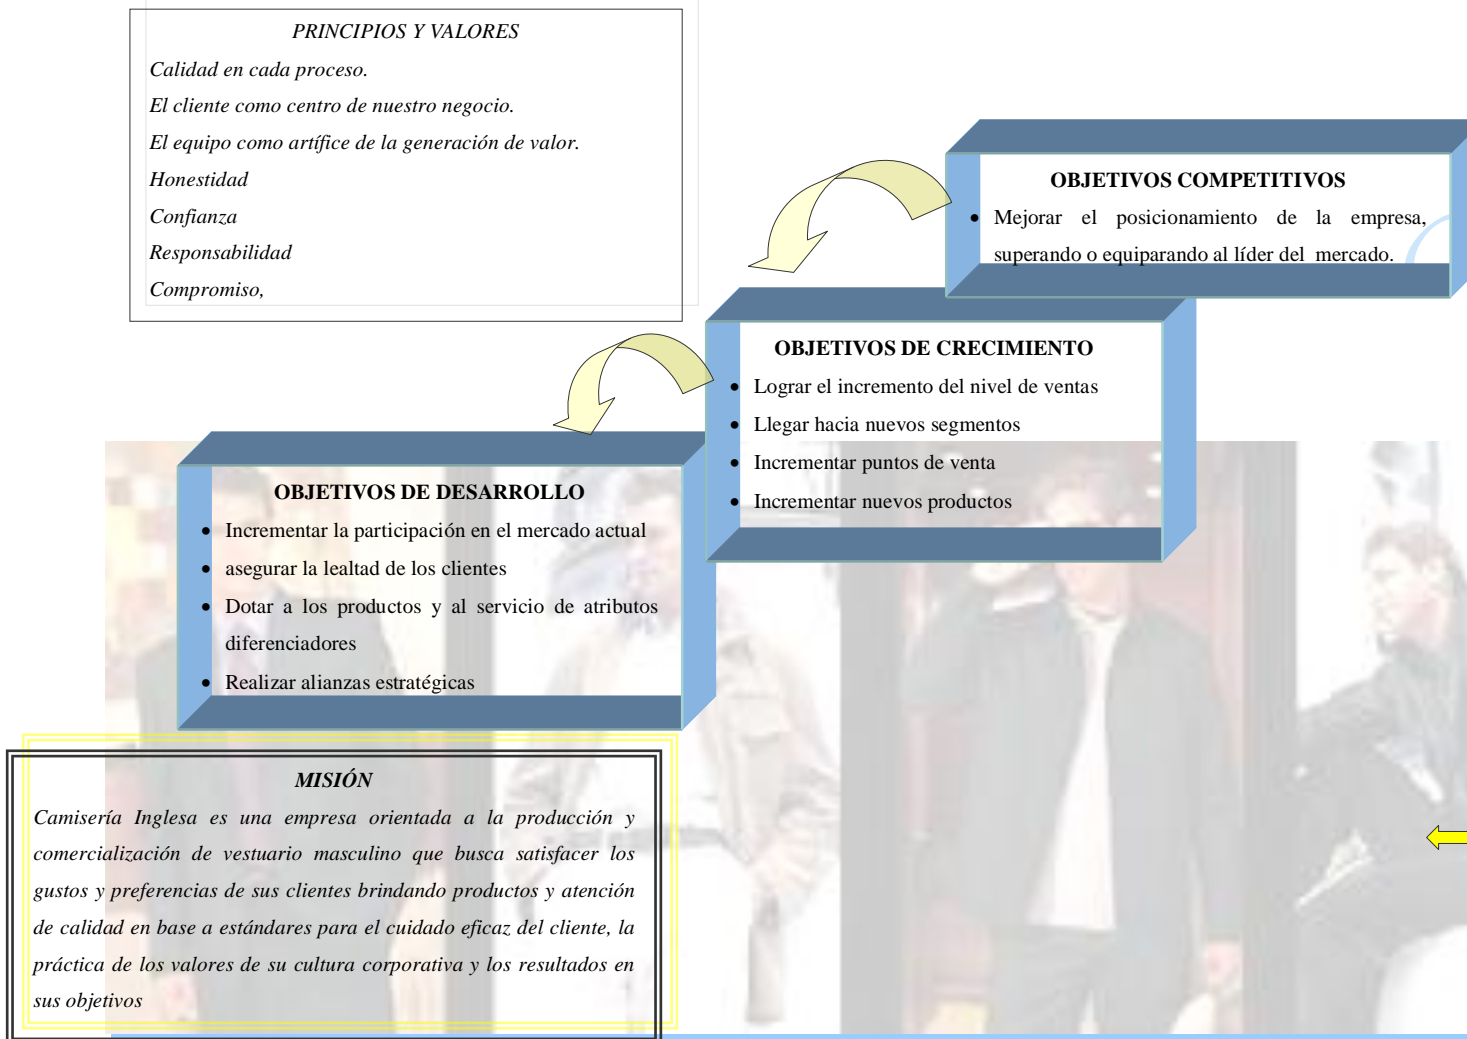 PRINCIPIOS Y VALORES
Calidad en cada proceso.
El cliente como centro de nuestro negocio.
El equipo como artífice de la generación de valor.
Honestidad
Confianza
Responsabilidad
Compromiso,
OBJETIVOS COMPETITIVOS
• Mejorar el posicionamiento de la empresa,
superando o equiparando al líder del mercado.
OBJETIVOS DE CRECIMIENTO
• Lograr el incremento del nivel de ventas
• Llegar hacia nuevos segmentos
• Incrementar puntos de venta
• Incrementar nuevos productos
OBJETIVOS DE DESARROLLO
• Incrementar la participación en el mercado actual
• asegurar la lealtad de los clientes
• Dotar a los productos y al servicio de atributos
diferenciadores
• Realizar alianzas estratégicas
MISIÓN
Camisería Inglesa es una empresa orientada a la producción y
comercialización de vestuario masculino que busca satisfacer los
gustos y preferencias de sus clientes brindando productos y atención
de calidad en base a estándares para el cuidado eficaz del cliente, la
práctica de los valores de su cultura corporativa y los resultados en
sus objetivos